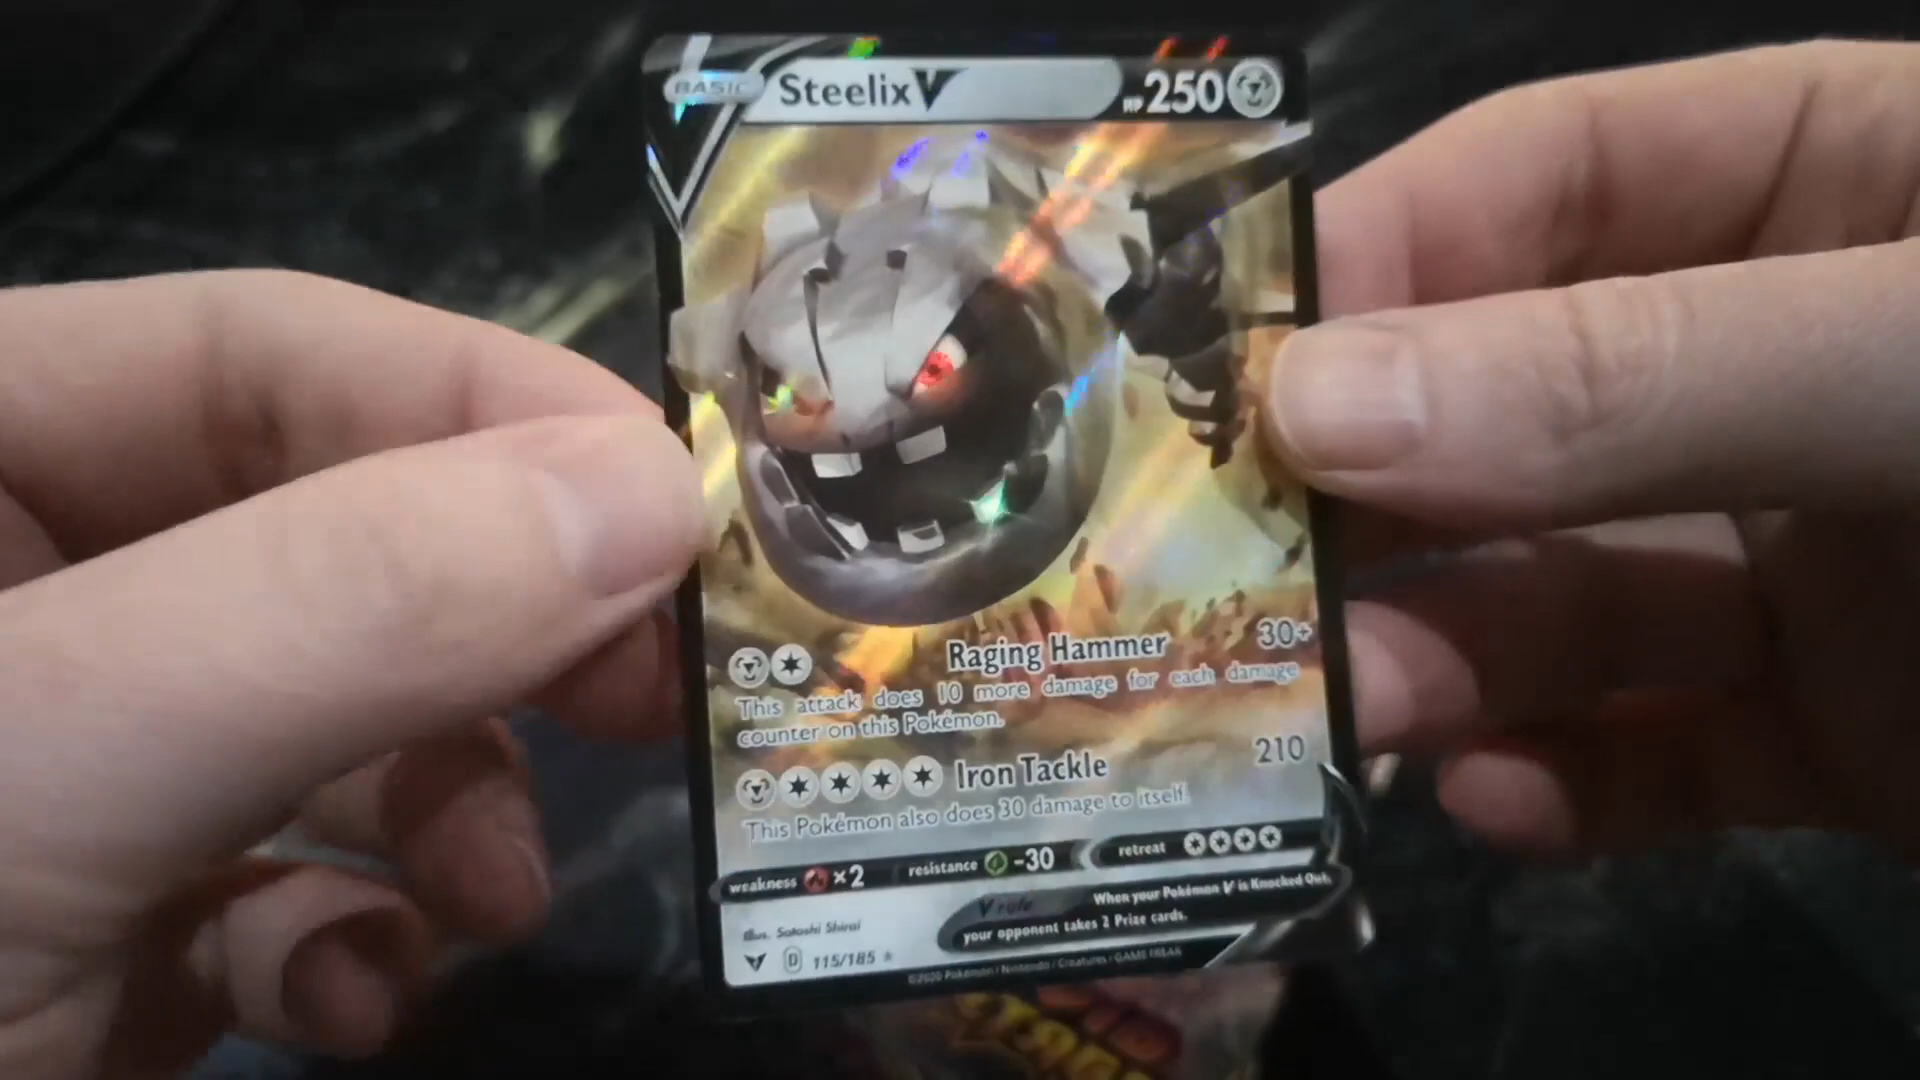 BASIC Steelix V HP 250
Raging Hammer 30+
This attack does 10 more damage for each damage
counter on this Pokémon.
Iron Tackle 210
This Pokémon also does 30 damage to itself.
weakness ×2 resistance -30 retreat
V rule When your Pokémon V is Knocked Out,
your opponent takes 2 Prize cards.
Illus. Satoshi Shirai
D 115/185
©2020 Pokémon / Nintendo / Creatures / GAME FREAK